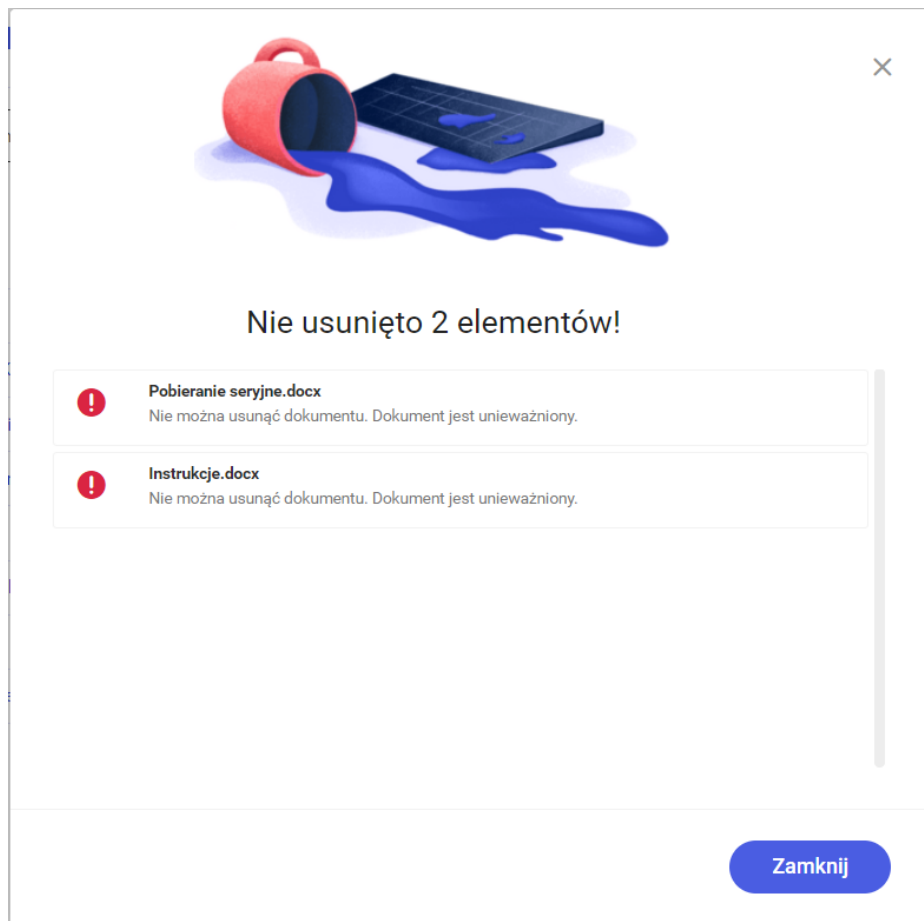 Nie usunięto 2 elementów!
Pobieranie seryjne.docx
Nie można usunąć dokumentu. Dokument jest unieważniony.
Instrukcje.docx
Nie można usunąć dokumentu. Dokument jest unieważniony.
Zamknij